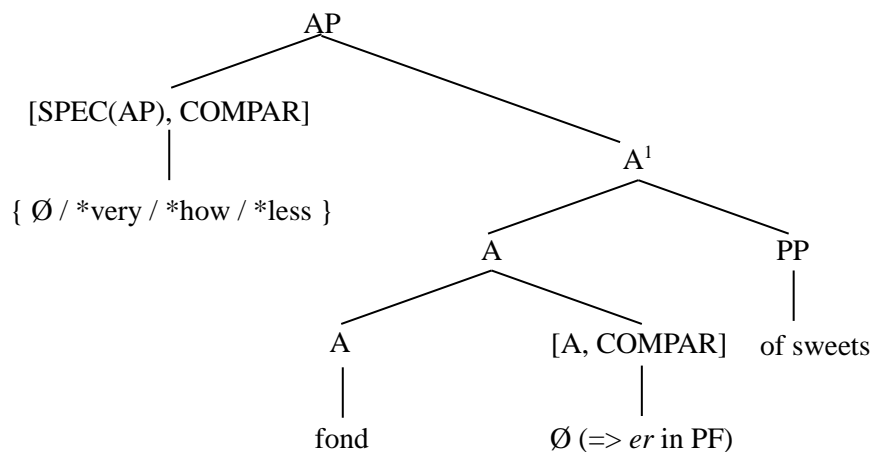 AP
[SPEC(AP), COMPAR]
A¹
{ Ø / *very / *how / *less }
A PP
A [A, COMPAR] of sweets
fond Ø (=> er in PF)